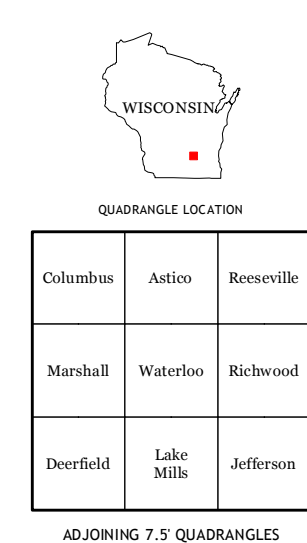 WISCONSIN
QUADRANGLE LOCATION
Columbus Astico Reeseville
Marshall Waterloo Richwood
Deerfield Lake Mills Jefferson
ADJOINING 7.5' QUADRANGLES